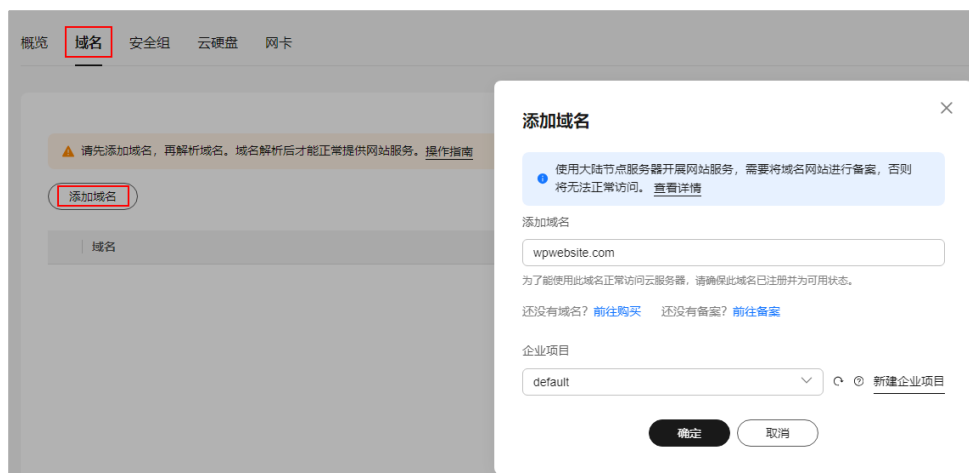 概览 域名 安全组 云硬盘 网卡
请先添加域名，再解析域名。域名解析后才能正常提供网站服务。操作指南
添加域名
域名
添加域名
使用大陆节点服务器开展网站服务，需要将域名网站进行备案，否则
将无法正常访问。 查看详情
添加域名
wpwebsite.com
为了能使用此域名正常访问云服务器，请确保此域名已注册并为可用状态。
还没有域名？前往购买 还没有备案？前往备案
企业项目
default 新建企业项目
确定 取消